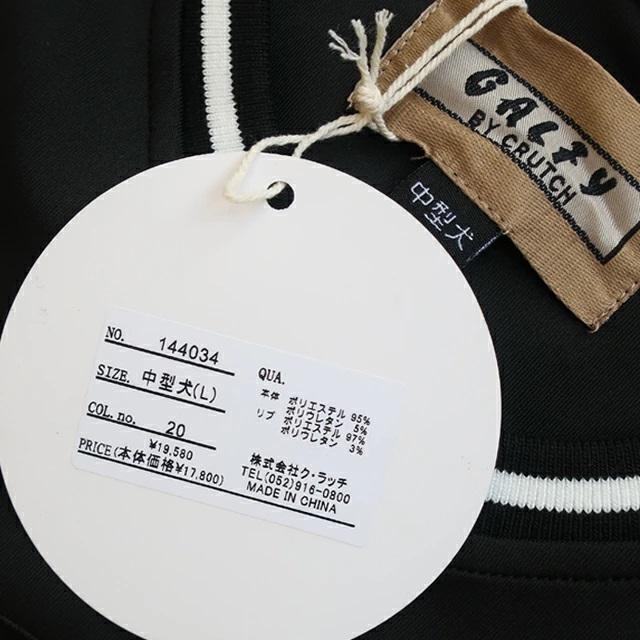 GALFY
BY CRUTCH
中型犬
NO. 144034
SIZE. 中型犬(L)
COL.no. 20
¥19,580
PRICE(本体価格¥17,800)
QUA.
本体 ポリエステル 95%
ポリウレタン 5%
リブ ポリエステル 97%
ポリウレタン 3%
株式会社ク・ラッチ
TEL(052)916-0800
MADE IN CHINA